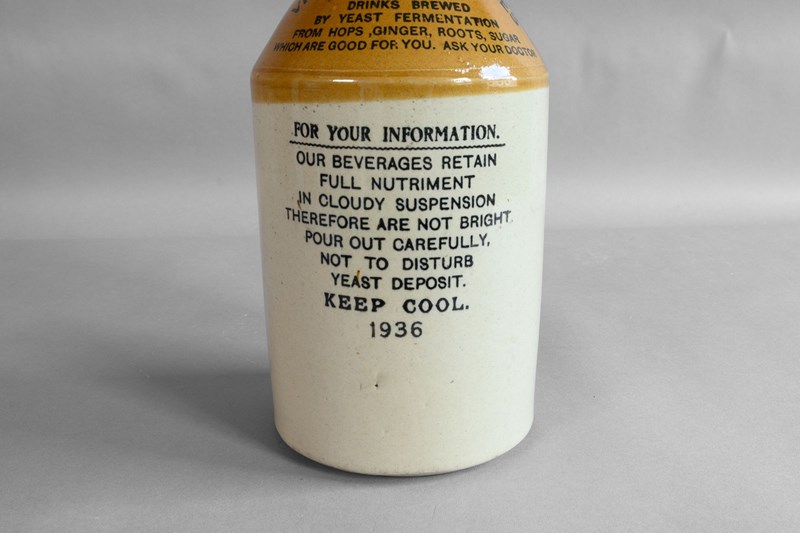 DRINKS BREWED
BY YEAST FERMENTATION
FROM HOPS ,GINGER, ROOTS, SUGAR
WHICH ARE GOOD FOR YOU. ASK YOUR DOCTOR
FOR YOUR INFORMATION.
OUR BEVERAGES RETAIN
FULL NUTRIMENT
IN CLOUDY SUSPENSION
THEREFORE ARE NOT BRIGHT
POUR OUT CAREFULLY,
NOT TO DISTURB
YEAST DEPOSIT.
KEEP COOL.
1936